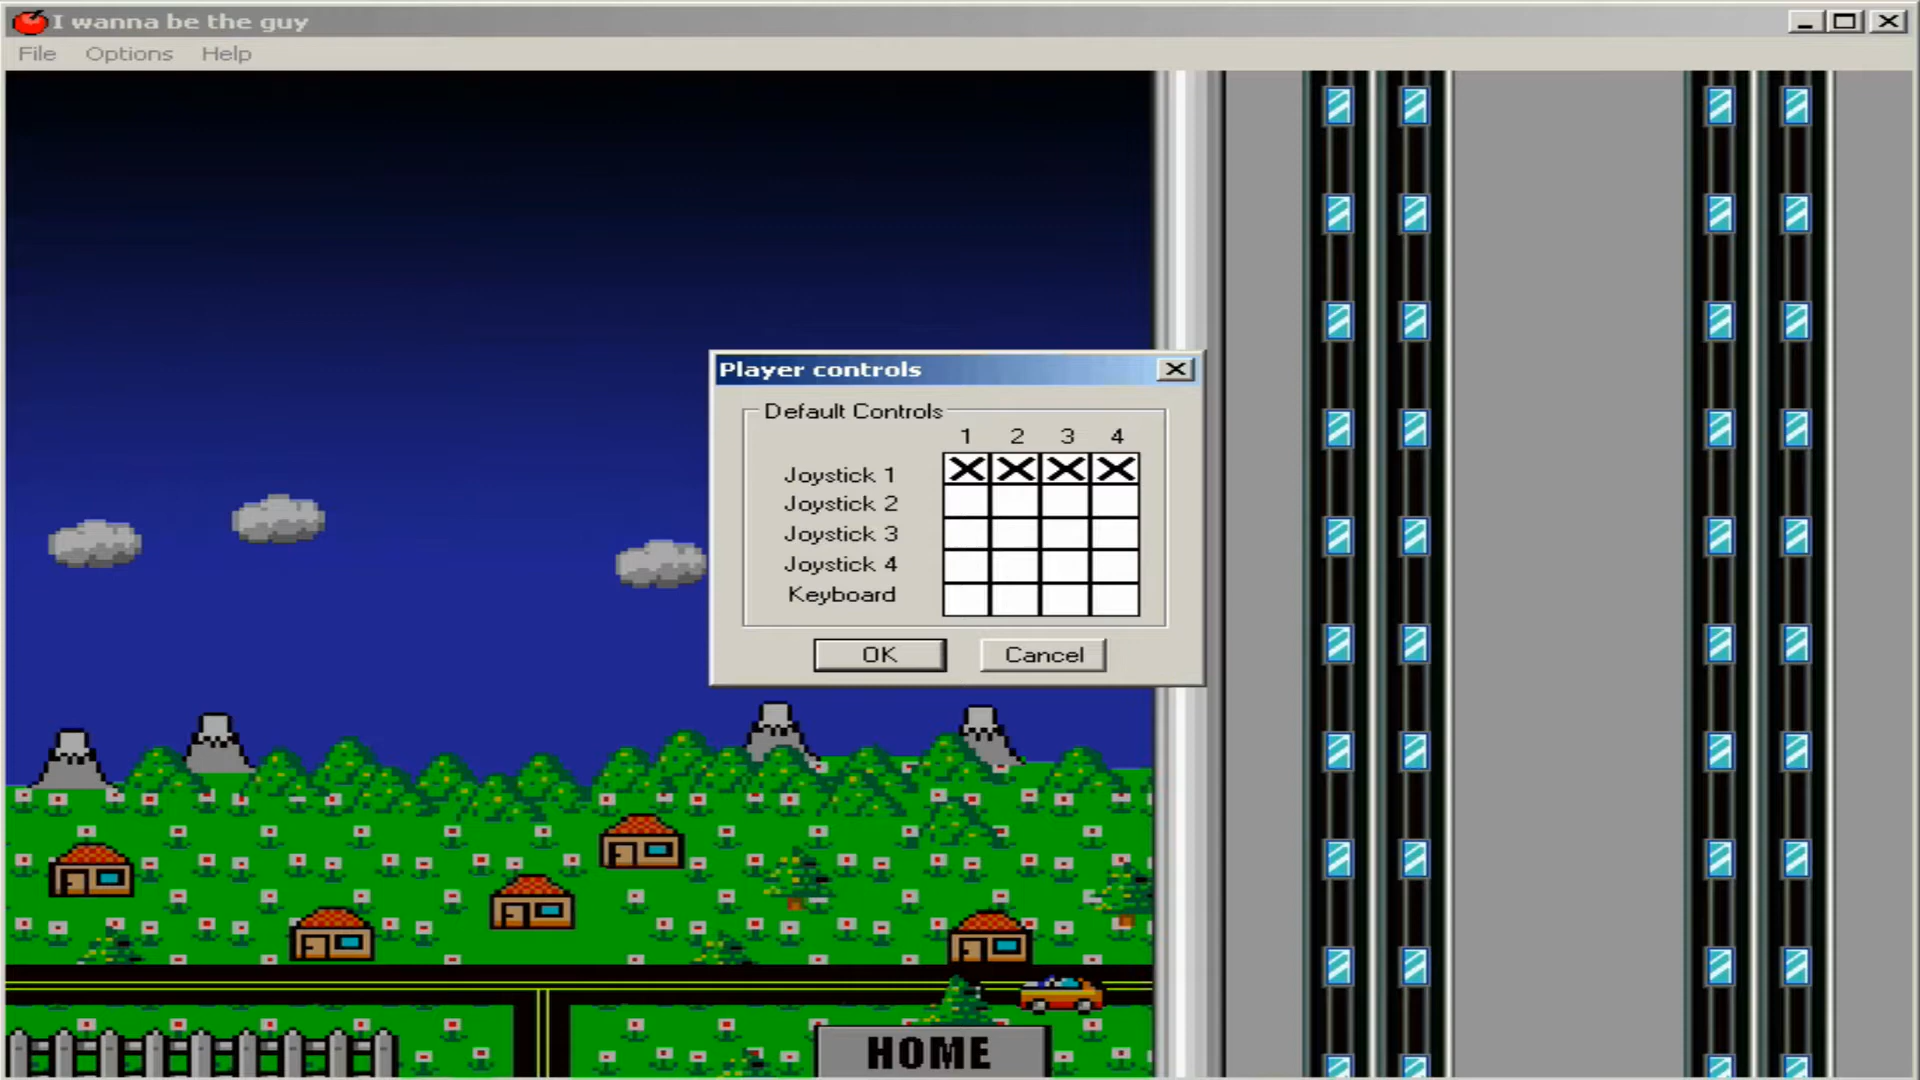 I wanna be the guy
File Options Help
Player controls
Default Controls
1 2 3 4
Joystick 1
Joystick 2
Joystick 3
Joystick 4
Keyboard
OK Cancel
HOME